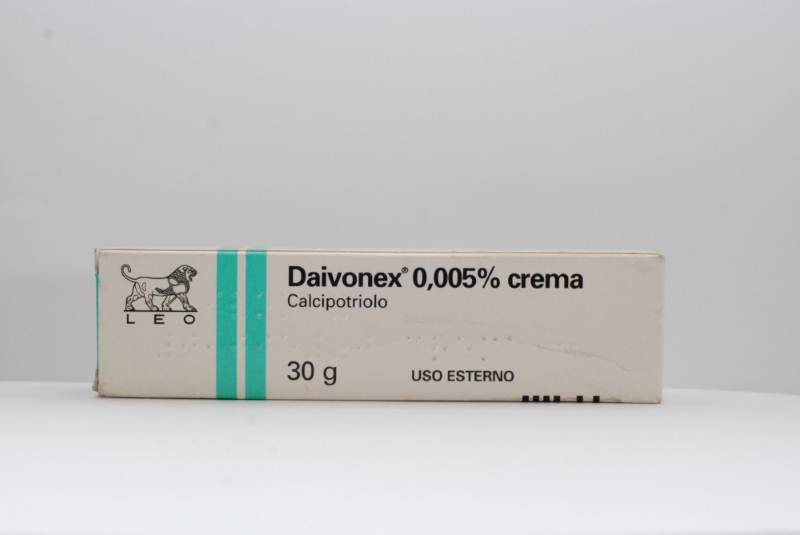 LEO
Daivonex® 0,005% crema
Calcipotriolo
30 g
USO ESTERNO